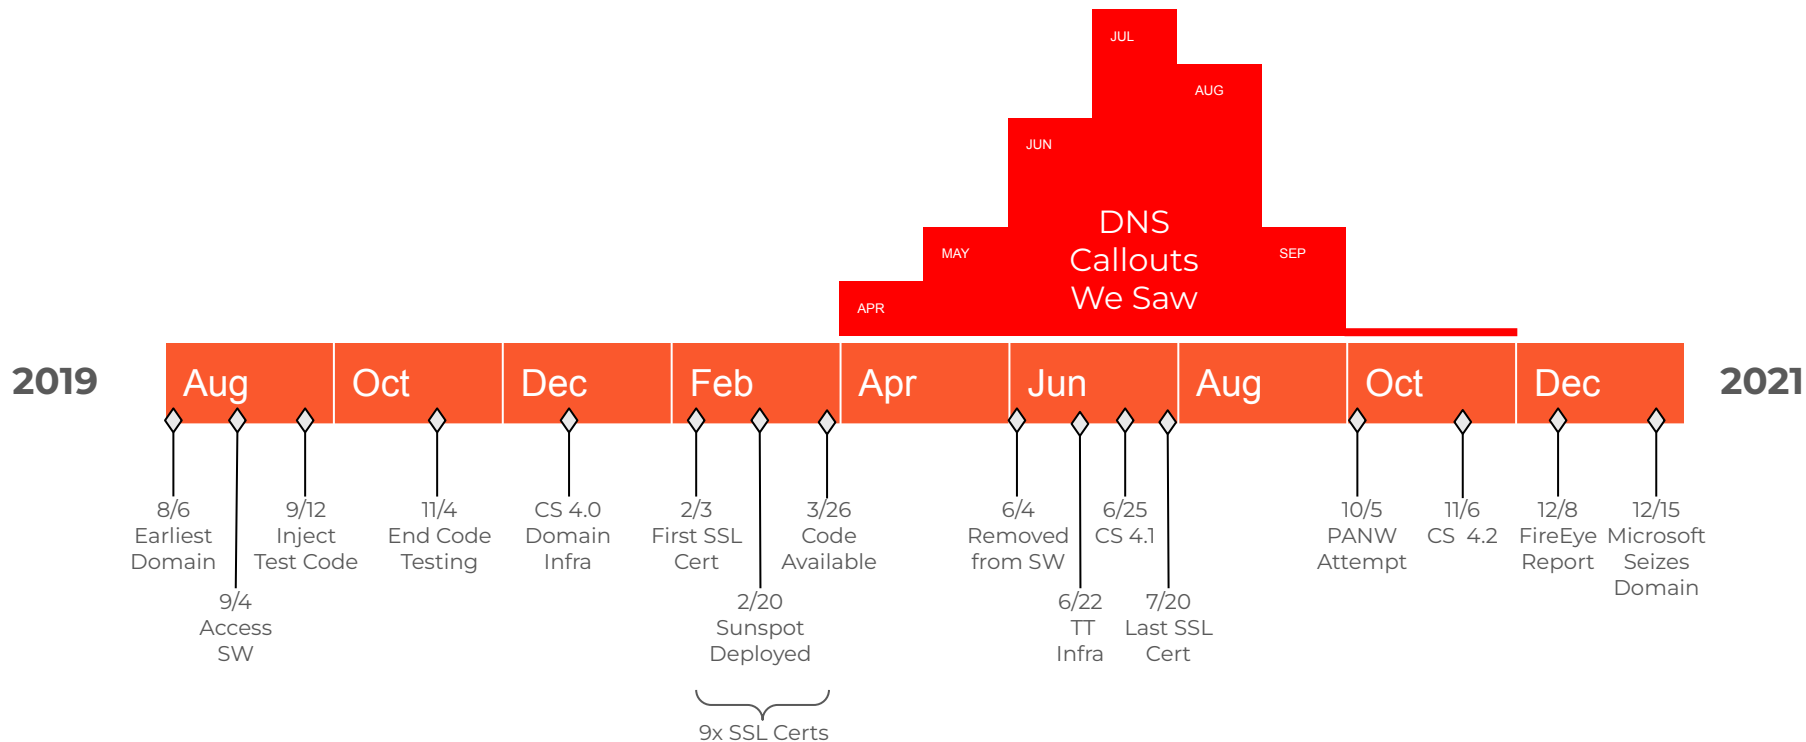 JUL
AUG
JUN
DNS
Callouts
We Saw
MAY
SEP
APR
2019
Aug
Oct
Dec
Feb
Apr
Jun
Aug
Oct
Dec
2021
8/6
Earliest
Domain
9/4
Access
SW
9/12
Inject
Test Code
11/4
End Code
Testing
CS 4.0
Domain
Infra
2/3
First SSL
Cert
2/20
Sunspot
Deployed
3/26
Code
Available
9x SSL Certs
6/4
Removed
from SW
6/22
TT
Infra
6/25
CS 4.1
7/20
Last SSL
Cert
10/5
PANW
Attempt
11/6
CS 4.2
12/8
FireEye
Report
12/15
Microsoft
Seizes
Domain